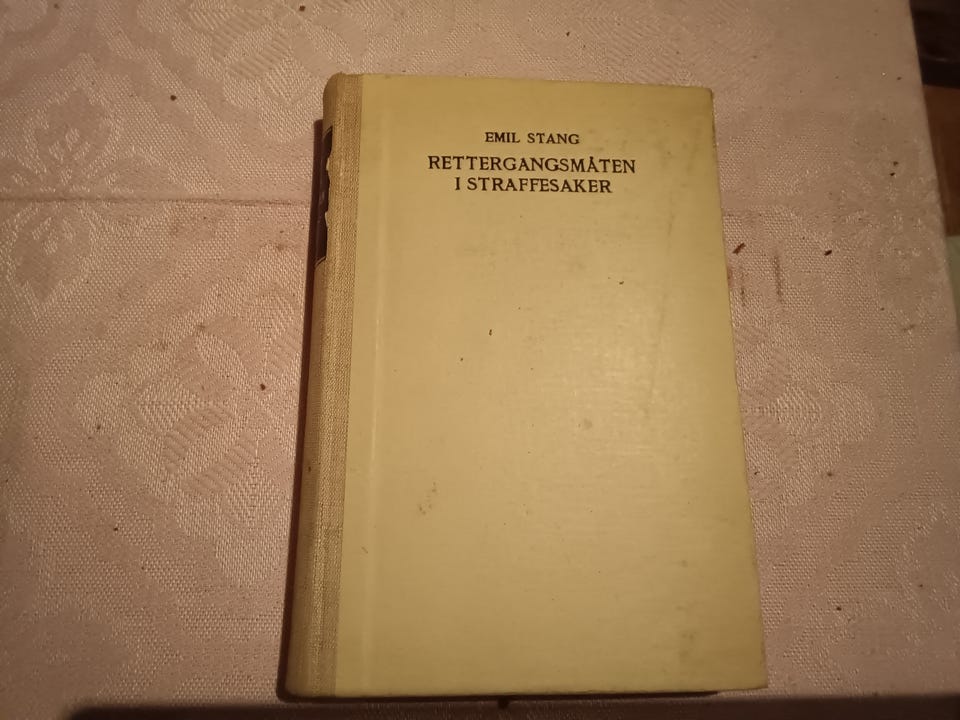 EMIL STANG
RETTERGANGSMÅTEN
I STRAFFESAKER